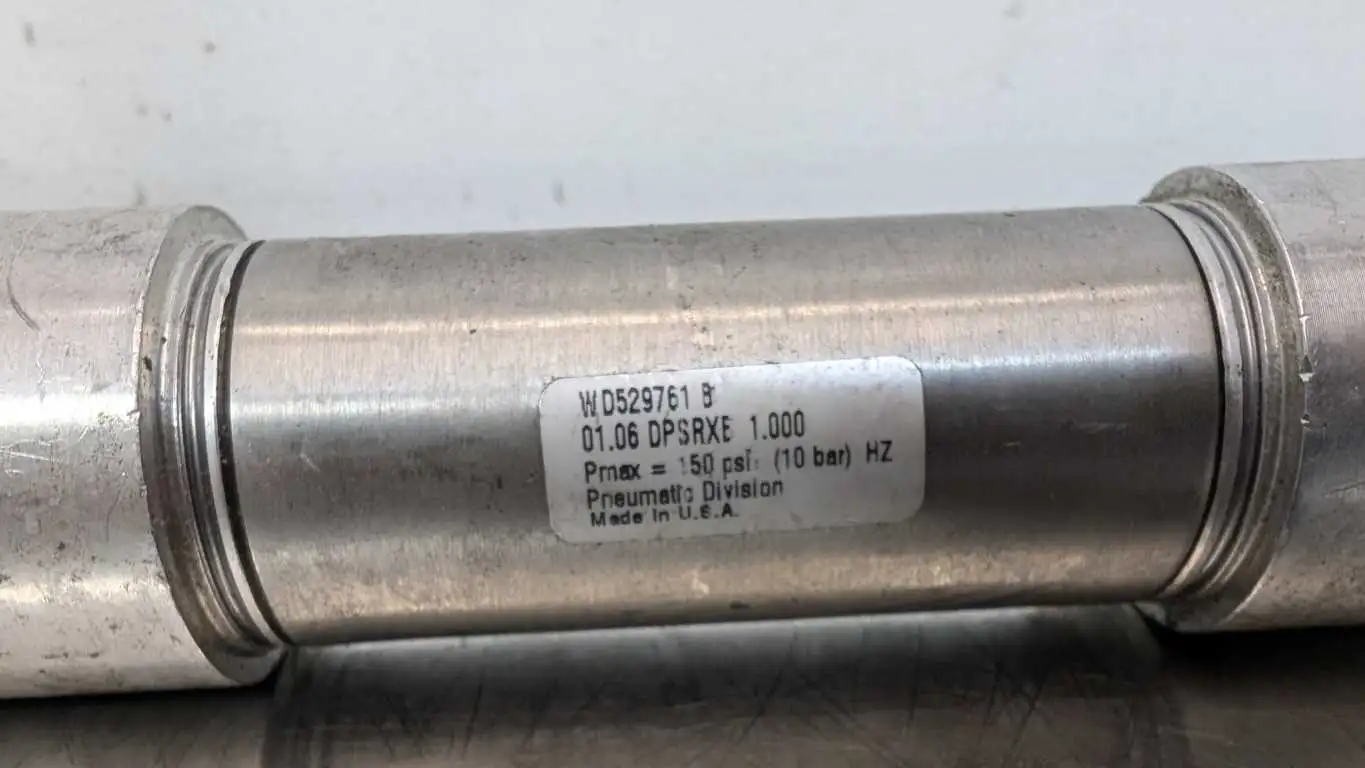 WD529761 B
01.06 DPSRXE 1.000
Pmax = 150 psi: (10 bar) HZ
Pneumatic Division
Made in U.S.A.